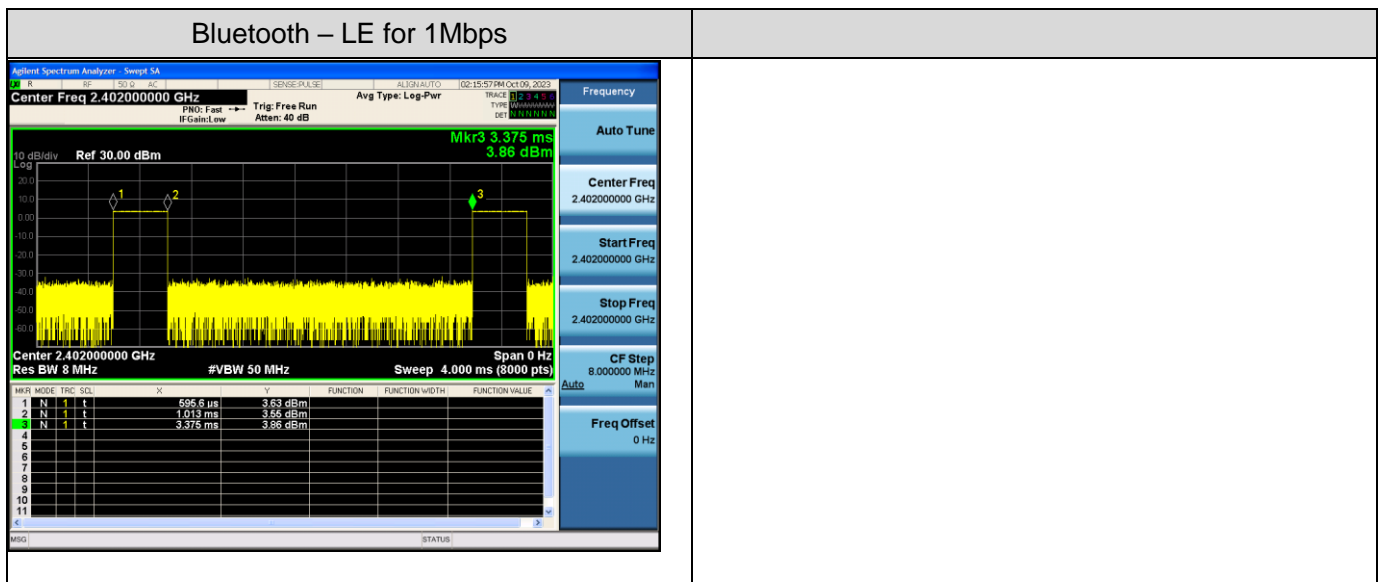 Bluetooth – LE for 1Mbps
Agilent Spectrum Analyzer - Swept SA
R RF 50 Ω AC SENSE:PULSE ALIGNAUTO 02:15:57 PM Oct 09, 2023
Center Freq 2.402000000 GHz Avg Type: Log-Pwr TRACE 1 2 3 4 5 6
PNO: Fast Trig: Free Run TYPE
IFGain:Low Atten: 40 dB DET N N N N N N
Mkr3 3.375 ms
3.86 dBm
10 dB/div Ref 30.00 dBm
Log
20.0
10.0
0.00
-10.0
-20.0
-30.0
-40.0
-50.0
-60.0
1 2 3
Center 2.402000000 GHz Span 0 Hz
Res BW 8 MHz #VBW 50 MHz Sweep 4.000 ms (8000 pts)
MKR MODE TRC SCL X Y FUNCTION FUNCTION WIDTH FUNCTION VALUE
1 N 1 t 595.6 µs 3.63 dBm
2 N 1 t 1.013 ms 3.55 dBm
3 N 1 t 3.375 ms 3.86 dBm
4
5
6
7
8
9
10
11
MSG STATUS
Frequency
Auto Tune
Center Freq
2.402000000 GHz
Start Freq
2.402000000 GHz
Stop Freq
2.402000000 GHz
CF Step
8.000000 MHz
Auto Man
Freq Offset
0 Hz